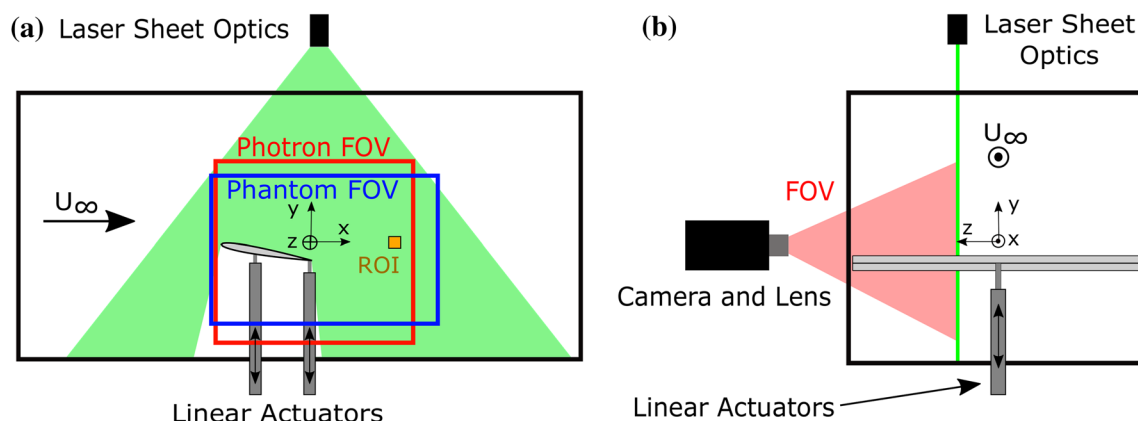 (a) Laser Sheet Optics
Photron FOV
Phantom FOV
U∞
y
z x
ROI
Linear Actuators
(b) Laser Sheet
Optics
U∞
FOV
y
z
x
Camera and Lens
Linear Actuators